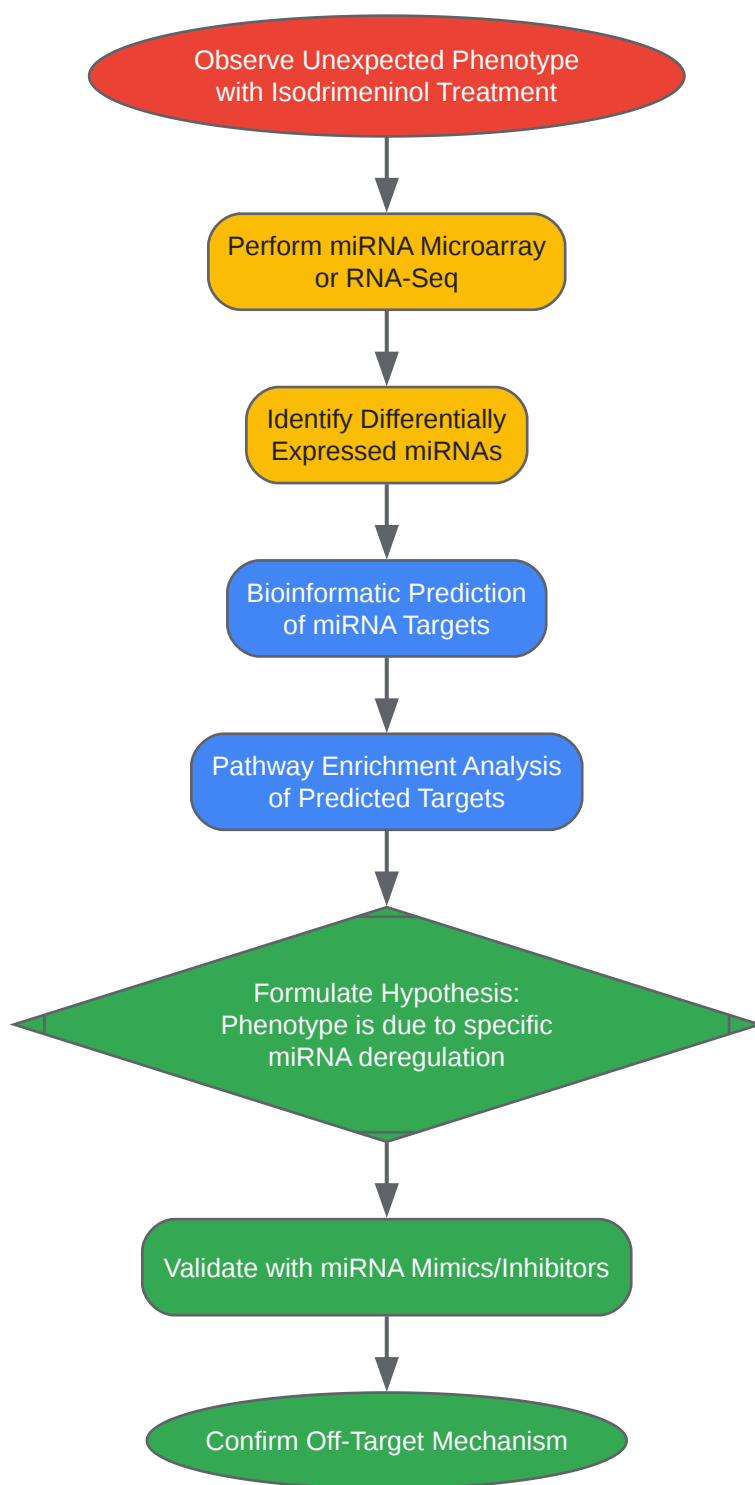 Observe Unexpected Phenotype
with Isodrimeninol Treatment
Perform miRNA Microarray
or RNA-Seq
Identify Differentially
Expressed miRNAs
Bioinformatic Prediction
of miRNA Targets
Pathway Enrichment Analysis
of Predicted Targets
Formulate Hypothesis:
Phenotype is due to specific
miRNA deregulation
Validate with miRNA Mimics/Inhibitors
Confirm Off-Target Mechanism